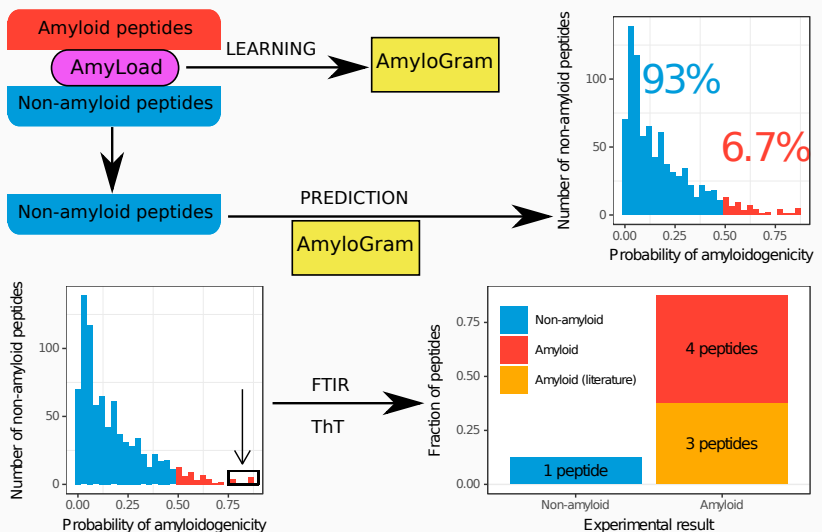 Amyloid peptides
AmyLoad
Non-amyloid peptides
LEARNING
AmyloGram
Non-amyloid peptides
PREDICTION
AmyloGram
Number of non-amyloid peptides
100
50
0
93%
6.7%
0.00 0.25 0.50 0.75
Probability of amyloidogenicity
Number of non-amyloid peptides
100
50
0
0.00 0.25 0.50 0.75
Probability of amyloidogenicity
FTIR
ThT
Fraction of peptides
0.75
0.50
0.25
0.00
Non-amyloid
Amyloid
Amyloid (literature)
4 peptides
3 peptides
1 peptide
Non-amyloid Amyloid
Experimental result